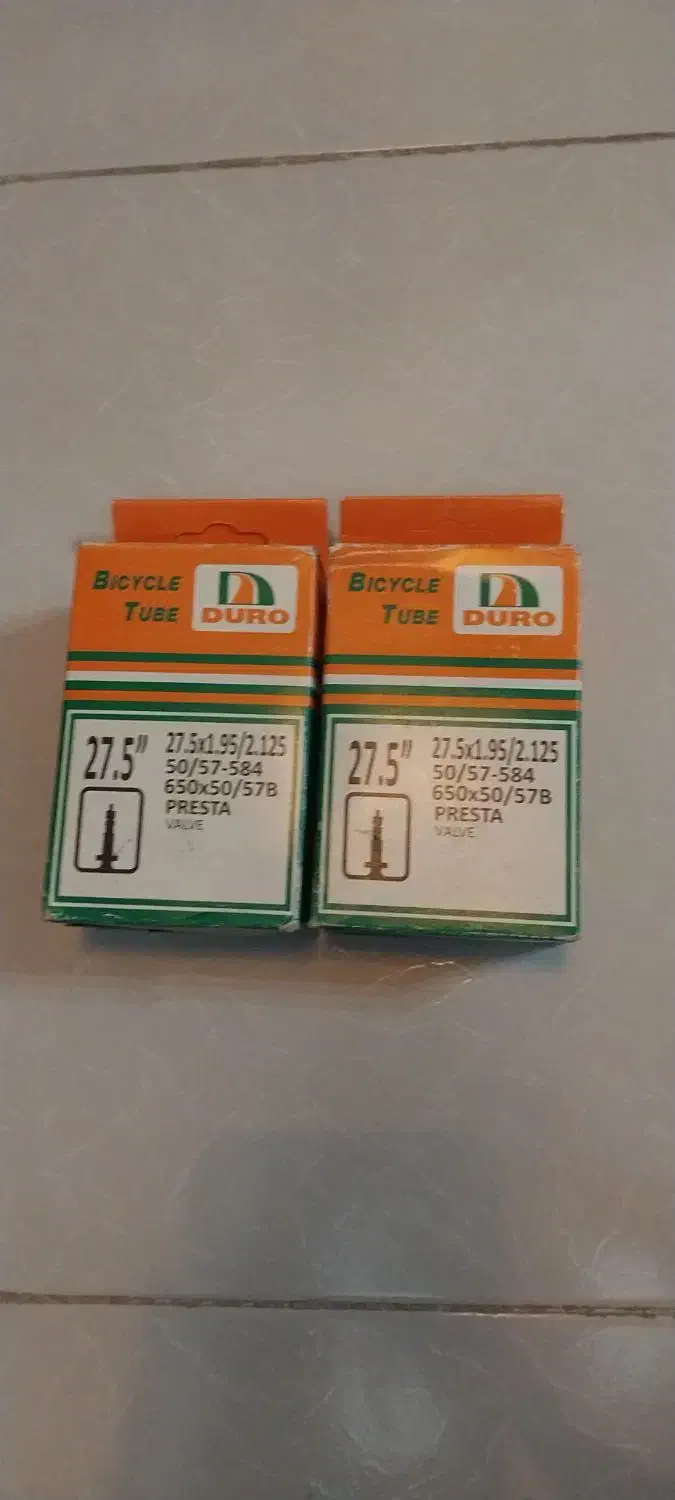 BICYCLE
TUBE
DURO
27.5"
27.5x1.95/2.125
50/57-584
650x50/57B
PRESTA
VALVE
BICYCLE
TUBE
DURO
27.5"
27.5x1.95/2.125
50/57-584
650x50/57B
PRESTA
VALVE